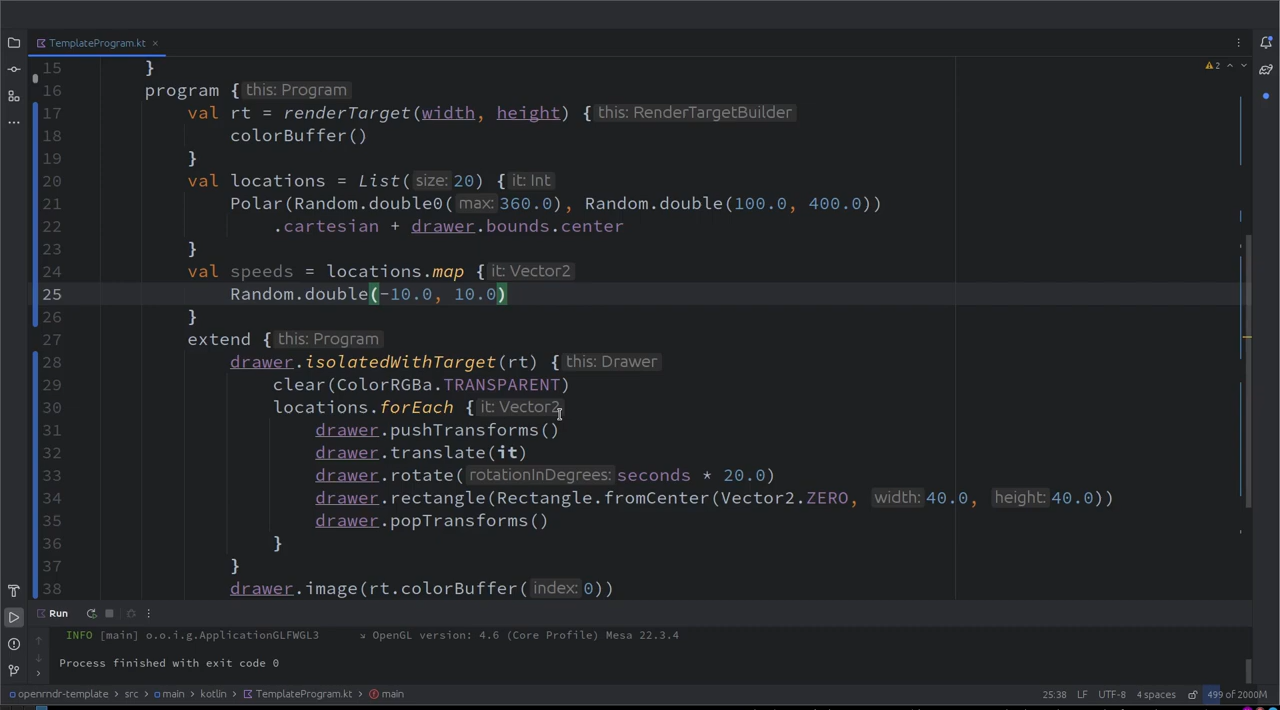 TemplateProgram.kt
2
15 }
16 program { this: Program
17 val rt = renderTarget(width, height) { this: RenderTargetBuilder
18 colorBuffer()
19 }
20 val locations = List( size: 20) { it: Int
21 Polar(Random.double0( max: 360.0), Random.double(100.0, 400.0))
22 .cartesian + drawer.bounds.center
23 }
24 val speeds = locations.map { it: Vector2
25 Random.double(-10.0, 10.0)
26 }
27 extend { this: Program
28 drawer.isolatedWithTarget(rt) { this: Drawer
29 clear(ColorRGBa.TRANSPARENT)
30 locations.forEach { it: Vector2
31 drawer.pushTransforms()
32 drawer.translate(it)
33 drawer.rotate( rotationInDegrees: seconds * 20.0)
34 drawer.rectangle(Rectangle.fromCenter(Vector2.ZERO, width: 40.0, height: 40.0))
35 drawer.popTransforms()
36 }
37 }
38 drawer.image(rt.colorBuffer( index: 0))
Run
INFO [main] o.o.i.g.ApplicationGLFWGL3 ↘ OpenGL version: 4.6 (Core Profile) Mesa 22.3.4
Process finished with exit code 0
openrndr-template > src > main > kotlin > TemplateProgram.kt > main 25:38 LF UTF-8 4 spaces 499 of 2000M